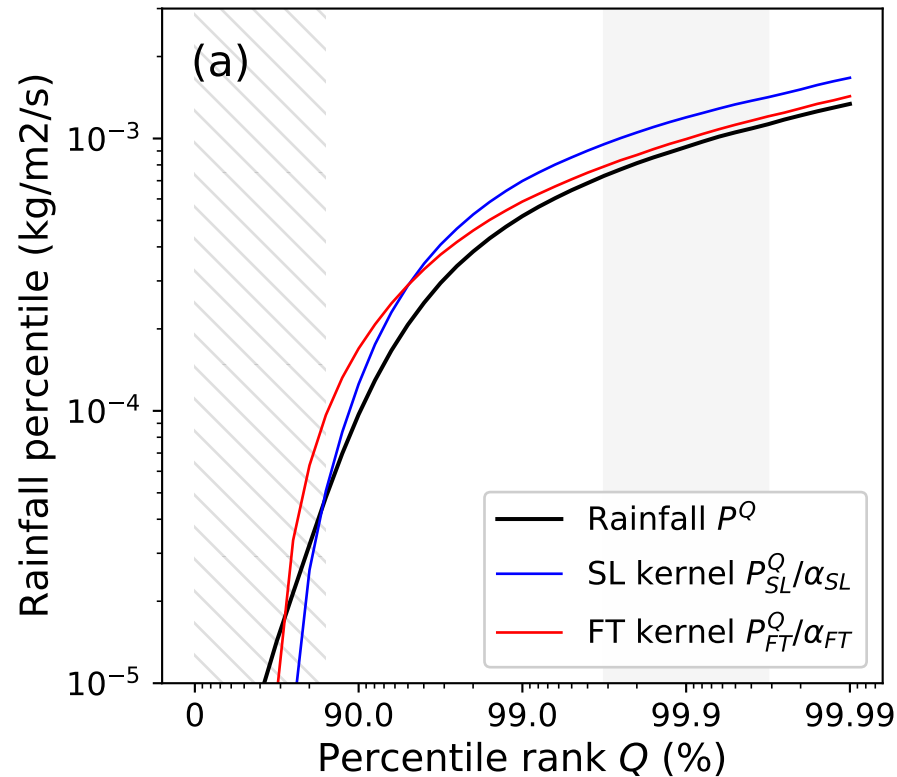 (a)
Rainfall percentile (kg/m2/s)
10⁻³
10⁻⁴
10⁻⁵
Rainfall P^Q
SL kernel P^Q_SL/α_SL
FT kernel P^Q_FT/α_FT
0 90.0 99.0 99.9 99.99
Percentile rank Q (%)